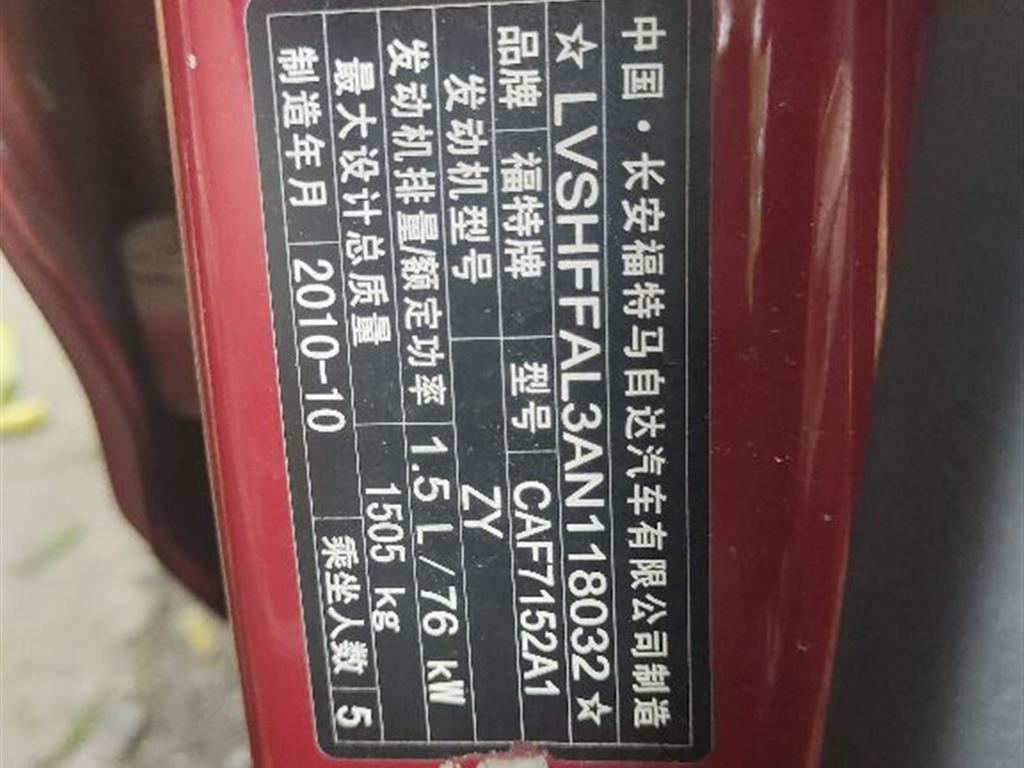 中国·长安福特马自达汽车有限公司制造
☆LVSHFFAL3AN118032☆
品牌 福特牌 型号 CAF7152A1
发动机型号 ZY
发动机排量/额定功率 1.5L/76 kW
最大设计总质量 1505 kg
制造年月 2010-10 乘坐人数 5